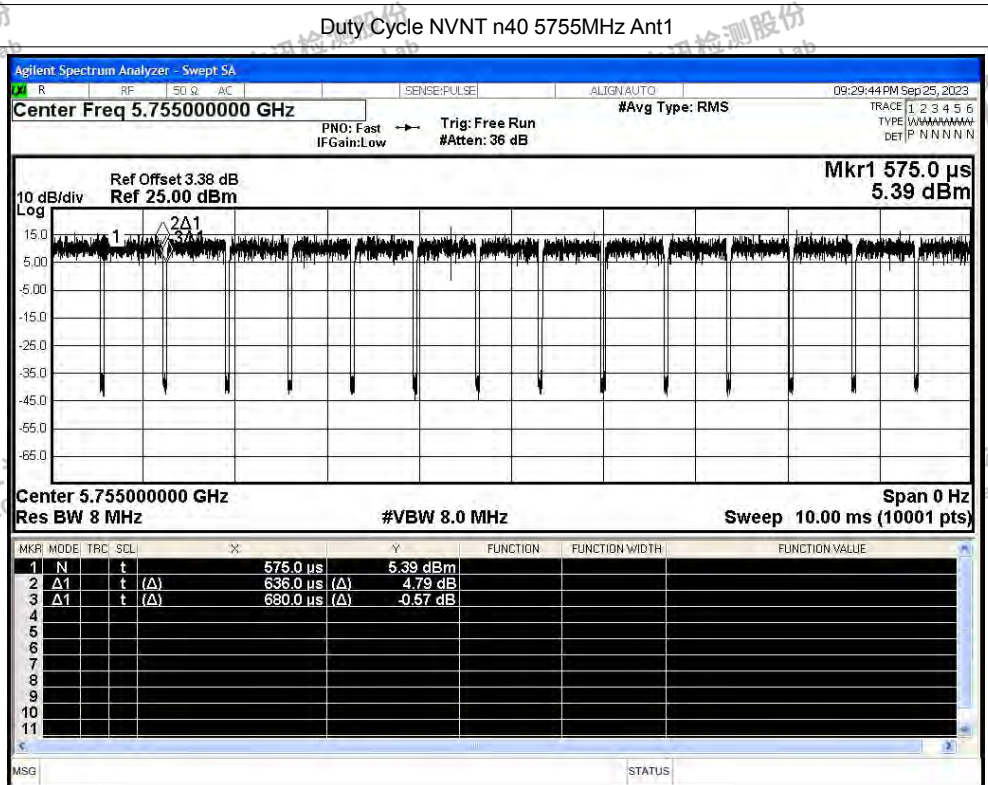 Duty Cycle NVNT n40 5755MHz Ant1
Agilent Spectrum Analyzer - Swept SA
R RF 50 Ω AC SENSE:PULSE ALIGN AUTO 09:29:44 PM Sep 25, 2023
Center Freq 5.755000000 GHz #Avg Type: RMS TRACE 1 2 3 4 5 6
PNO: Fast Trig: Free Run TYPE
IFGain:Low #Atten: 36 dB DET P N N N N N
Mkr1 575.0 µs
5.39 dBm
Ref Offset 3.38 dB
10 dB/div Ref 25.00 dBm
Log
15.0
5.00
-5.00
-15.0
-25.0
-35.0
-45.0
-55.0
-65.0
1
2Δ1
3Δ1
Center 5.755000000 GHz Span 0 Hz
Res BW 8 MHz #VBW 8.0 MHz Sweep 10.00 ms (10001 pts)
MKR MODE TRC SCL X Y FUNCTION FUNCTION WIDTH FUNCTION VALUE
1 N t 575.0 µs 5.39 dBm
2 Δ1 t (Δ) 636.0 µs (Δ) 4.79 dB
3 Δ1 t (Δ) 680.0 µs (Δ) -0.57 dB
4
5
6
7
8
9
10
11
MSG STATUS